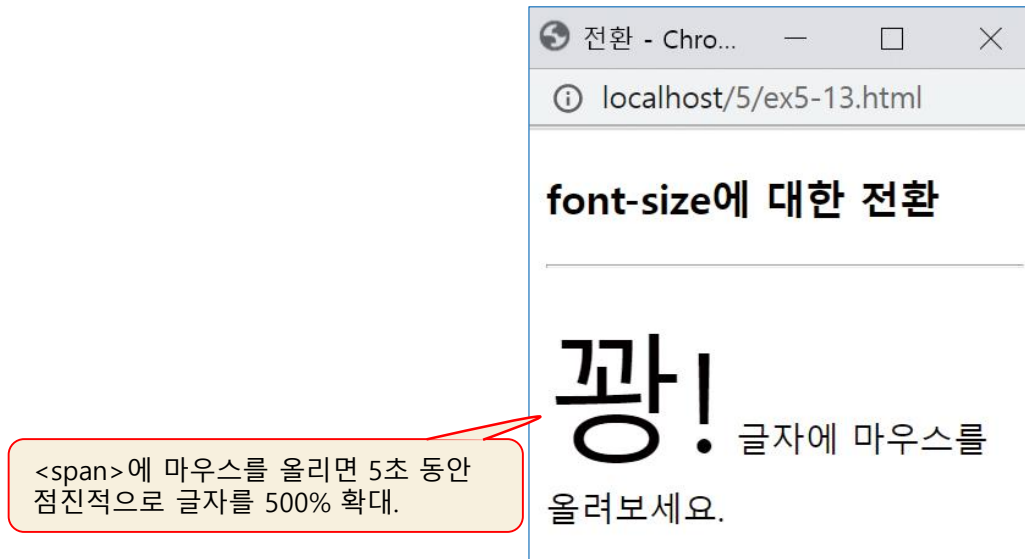 전환 - Chro...
localhost/5/ex5-13.html
font-size에 대한 전환
꽝! 글자에 마우스를
올려보세요.
<span>에 마우스를 올리면 5초 동안
점진적으로 글자를 500% 확대.